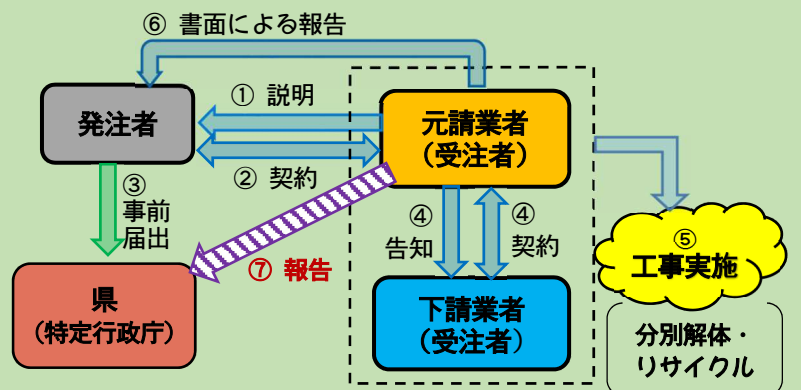 ⑥ 書面による報告
① 説明
発注者
元請業者
（受注者）
② 契約
③
事前
届出
④
告知
④
契約
⑤
工事実施
⑦ 報告
県
（特定行政庁）
下請業者
（受注者）
分別解体・
リサイクル